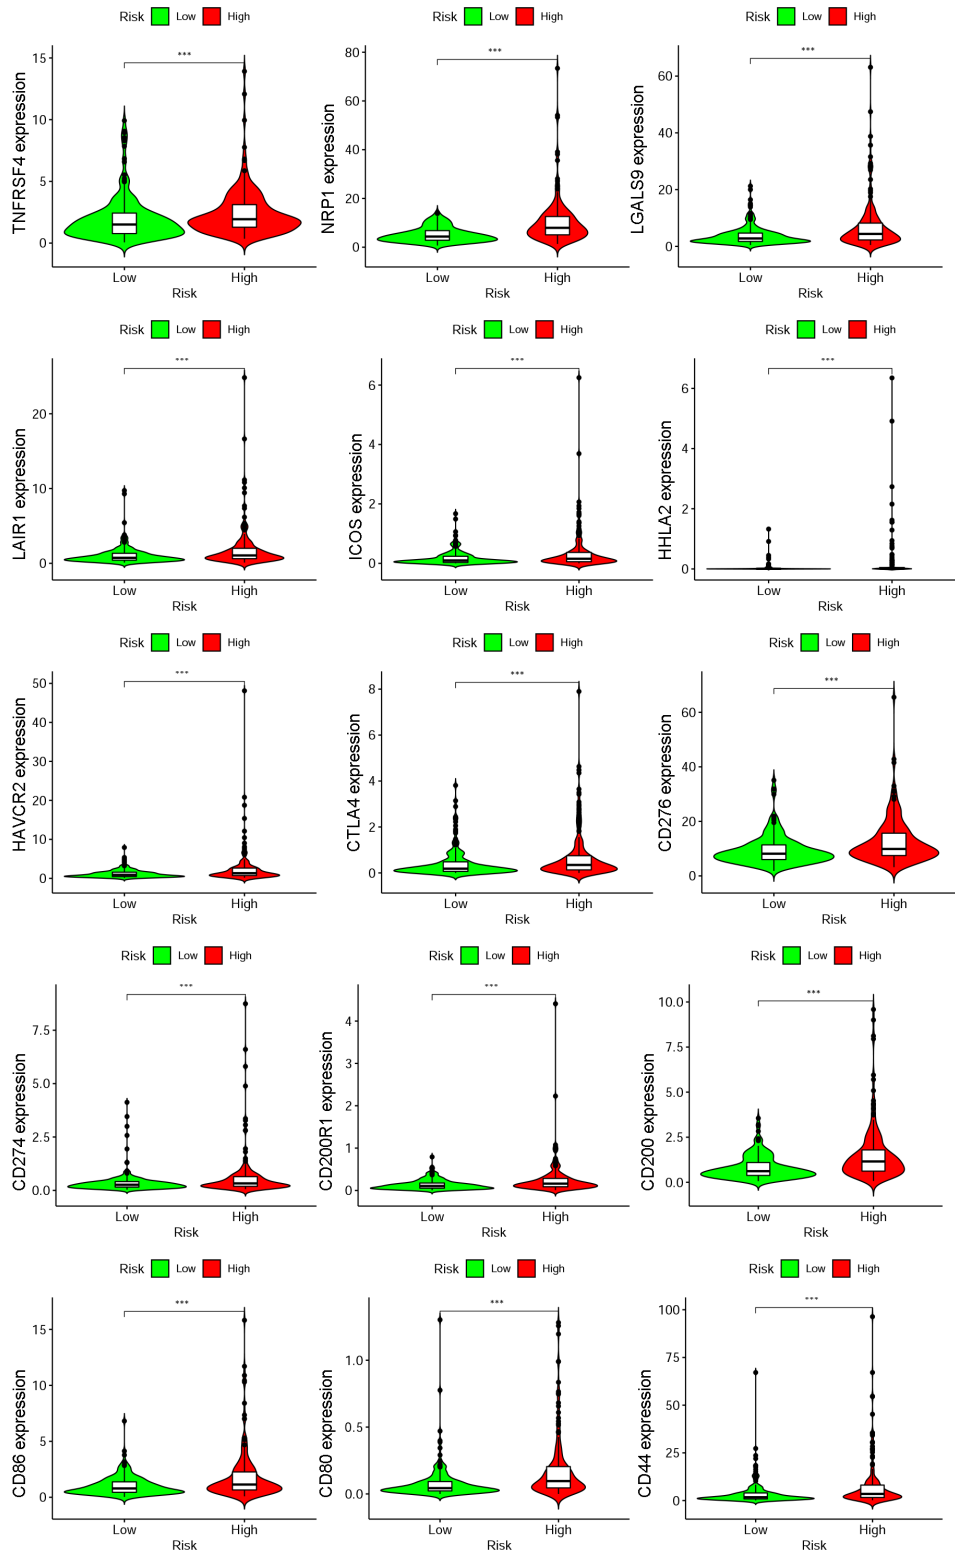 Risk Low High
Risk Low High
Risk Low High
TNFRSF4 expression
15
10
5
0
***
Low High
Risk
NRP1 expression
80
60
40
20
0
***
Low High
Risk
LGALS9 expression
60
40
20
0
***
Low High
Risk
Risk Low High
Risk Low High
Risk Low High
LAIR1 expression
20
10
0
***
Low High
Risk
ICOS expression
6
4
2
0
***
Low High
Risk
HHLA2 expression
6
4
2
0
***
Low High
Risk
Risk Low High
Risk Low High
Risk Low High
HAVCR2 expression
50
40
30
20
10
0
***
Low High
Risk
CTLA4 expression
8
6
4
2
0
***
Low High
Risk
CD276 expression
60
40
20
0
***
Low High
Risk
Risk Low High
Risk Low High
Risk Low High
CD274 expression
7.5
5.0
2.5
0.0
***
Low High
Risk
CD200R1 expression
4
3
2
1
0
***
Low High
Risk
CD200 expression
10.0
7.5
5.0
2.5
0.0
***
Low High
Risk
Risk Low High
Risk Low High
Risk Low High
CD86 expression
15
10
5
0
***
Low High
Risk
CD80 expression
1.0
0.5
0.0
***
Low High
Risk
CD44 expression
100
75
50
25
0
***
Low High
Risk